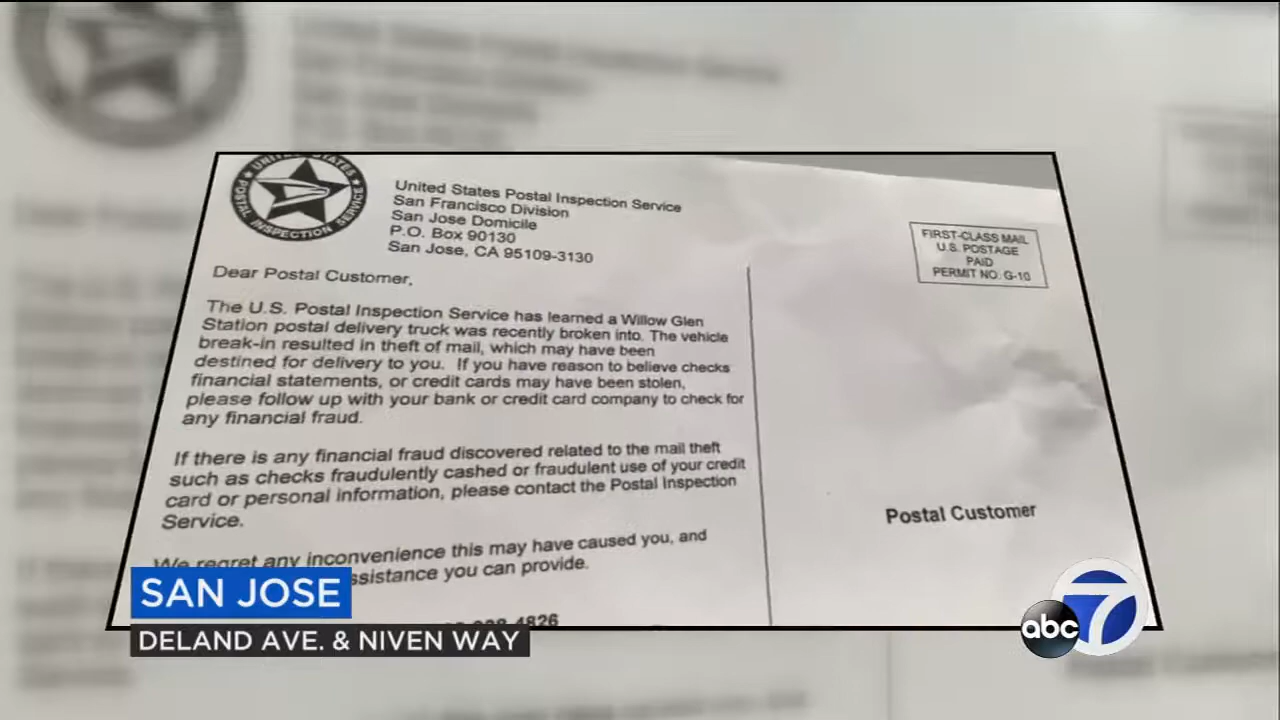 UNITED STATES
POSTAL INSPECTION SERVICE
United States Postal Inspection Service
San Francisco Division
San Jose Domicile
P.O. Box 90130
San Jose, CA 95109-3130
FIRST-CLASS MAIL
U.S. POSTAGE
PAID
PERMIT NO. G-10
Dear Postal Customer,
The U.S. Postal Inspection Service has learned a Willow Glen
Station postal delivery truck was recently broken into. The vehicle
break-in resulted in theft of mail, which may have been
destined for delivery to you. If you have reason to believe checks
financial statements, or credit cards may have been stolen,
please follow up with your bank or credit card company to check for
any financial fraud.
If there is any financial fraud discovered related to the mail theft
such as checks fraudulently cashed or fraudulent use of your credit
card or personal information, please contact the Postal Inspection
Service.
We regret any inconvenience this may have caused you, and
ssistance you can provide.
4826
Postal Customer
SAN JOSE
DELAND AVE. & NIVEN WAY
abc 7